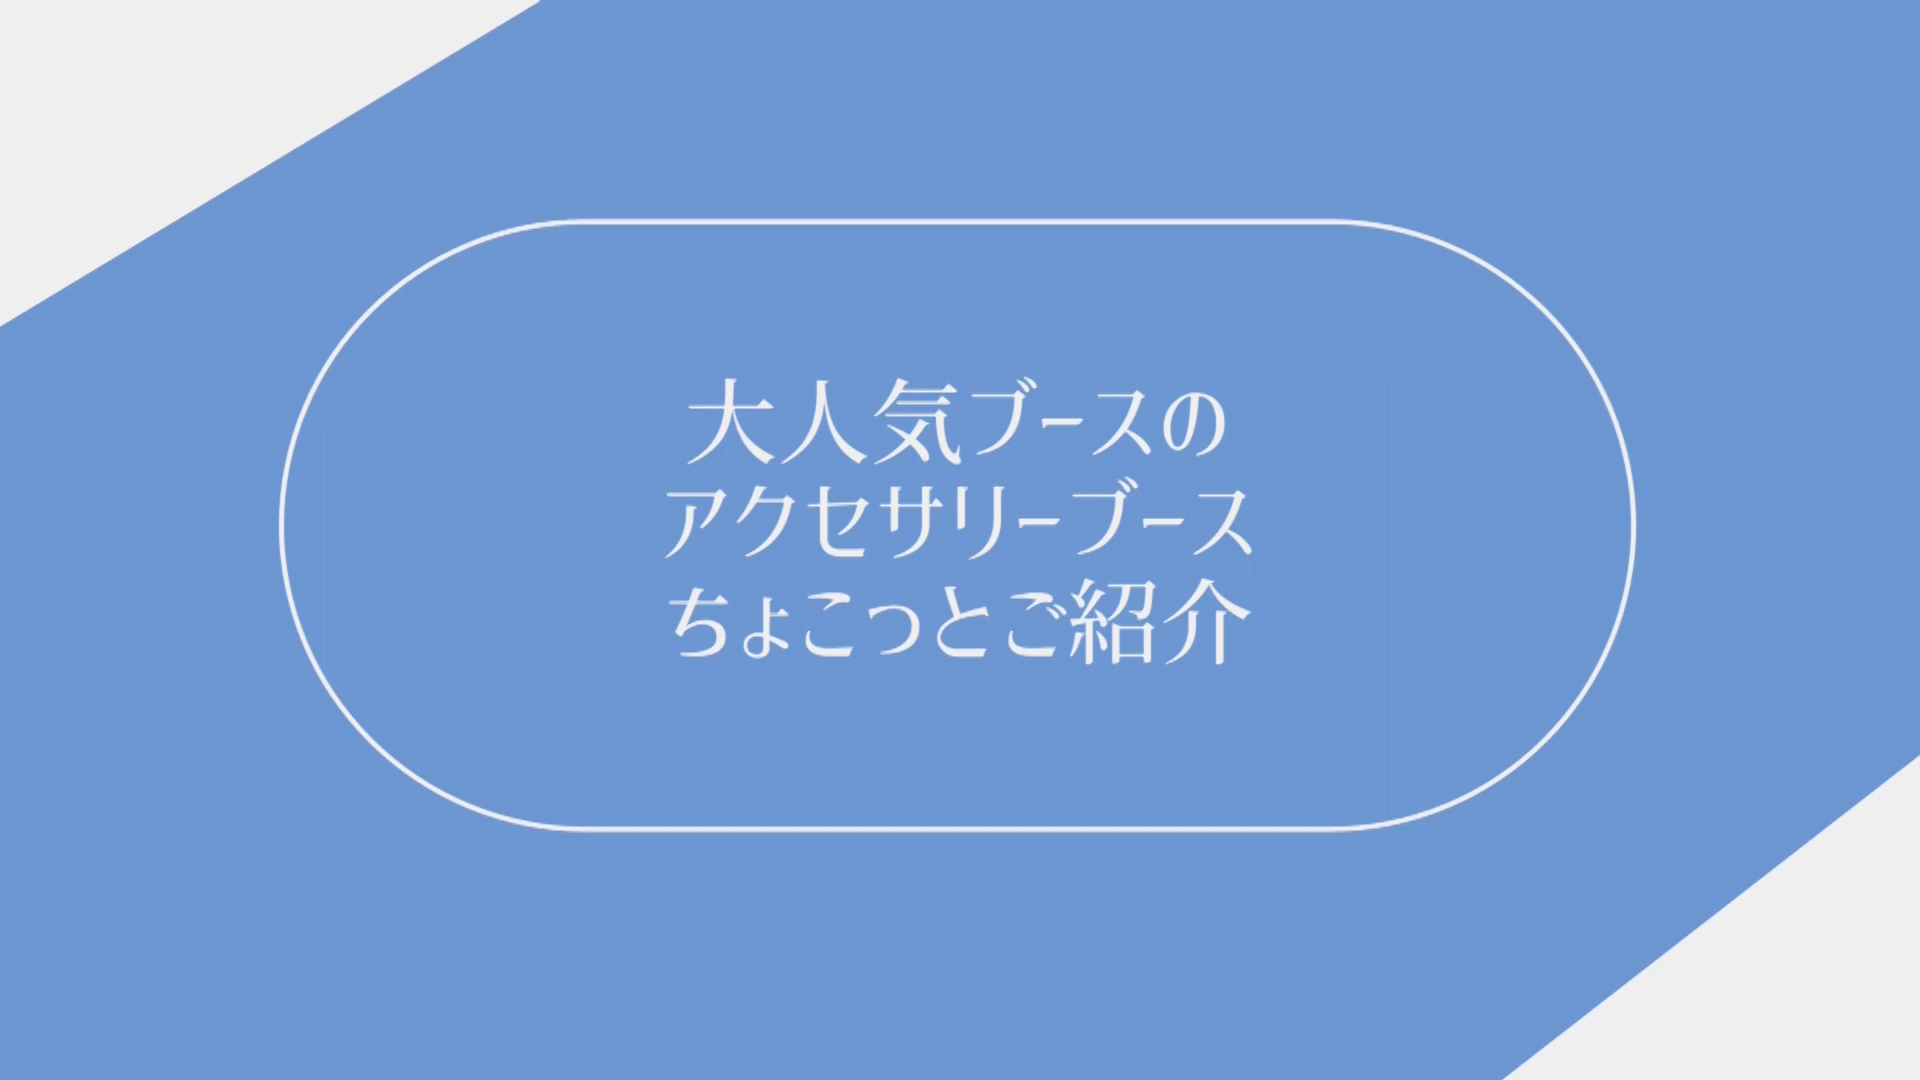 大人気ブースの
アクセサリーブース
ちょこっとご紹介